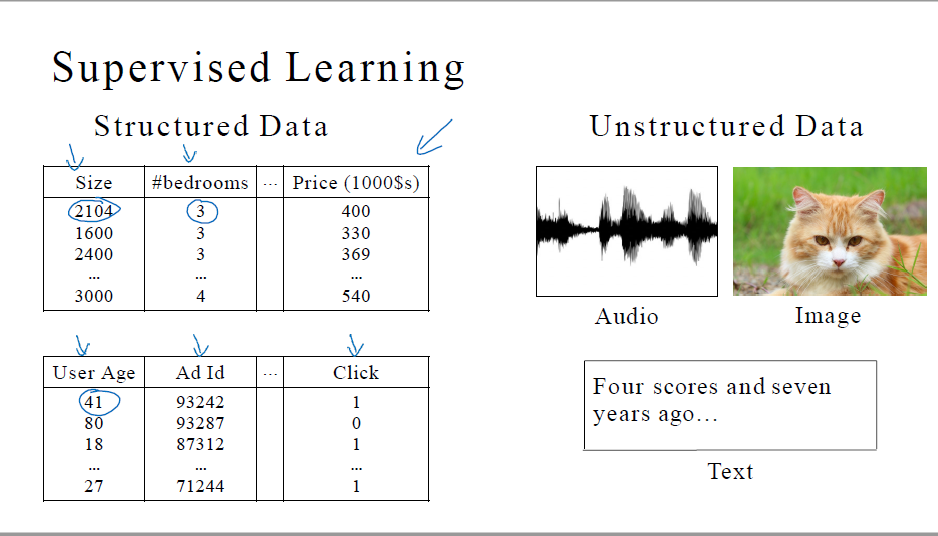 Supervised Learning
Structured Data
Size #bedrooms ... Price (1000$s)
2104 3 400
1600 3 330
2400 3 369
... ... ...
3000 4 540
User Age Ad Id ... Click
41 93242 1
80 93287 0
18 87312 1
... ... ...
27 71244 1
Unstructured Data
Audio
Image
Four scores and seven
years ago...
Text